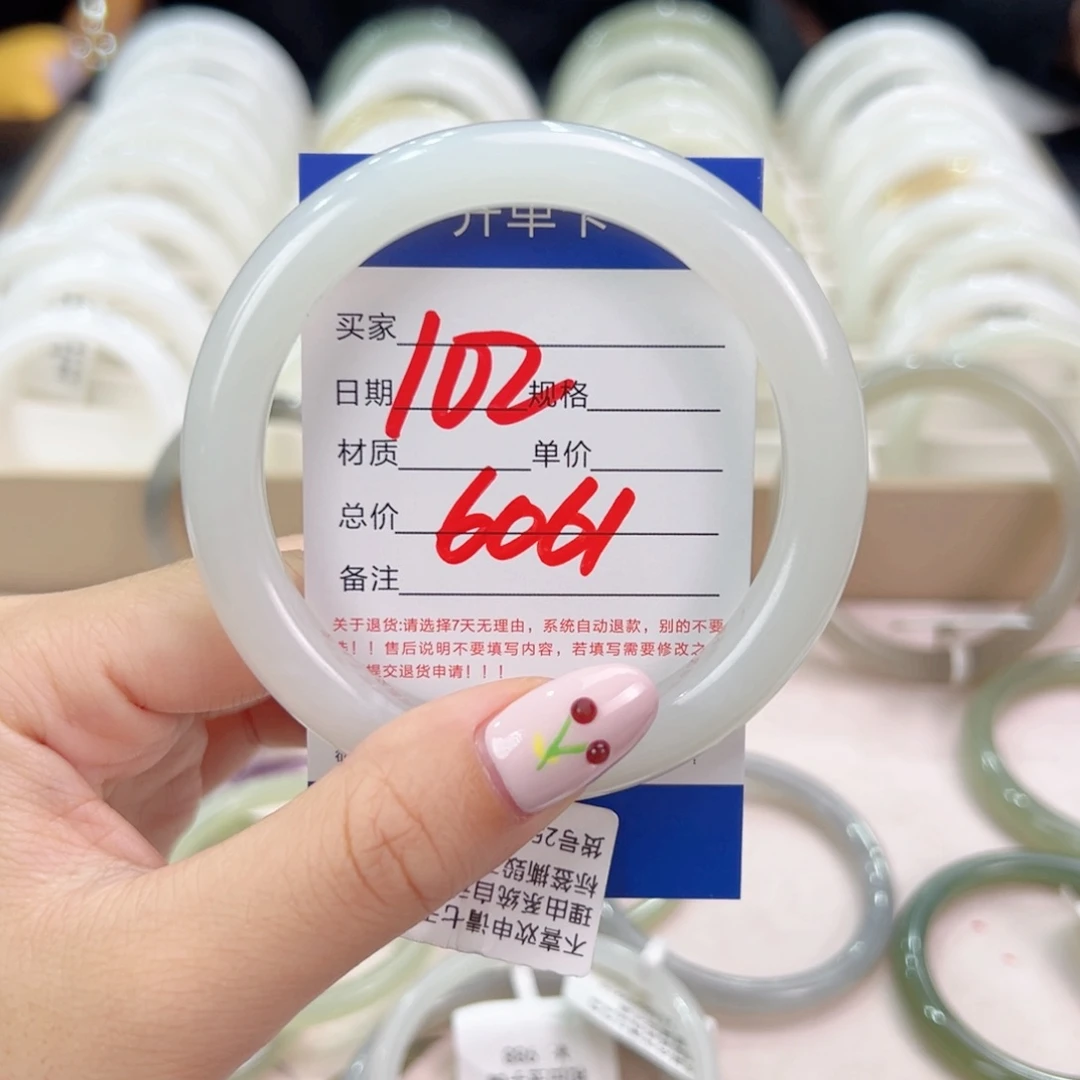 开单卡
买家
102
日期 规格
材质 单价
总价 6061
备注
关于退货:请选择7天无理由，系统自动退款，别的不要
！！售后说明不要填写内容，若填写需要修改之
提交退货申请！！！
不喜欢申请七天
理由系统自
标签撕毁
货号25